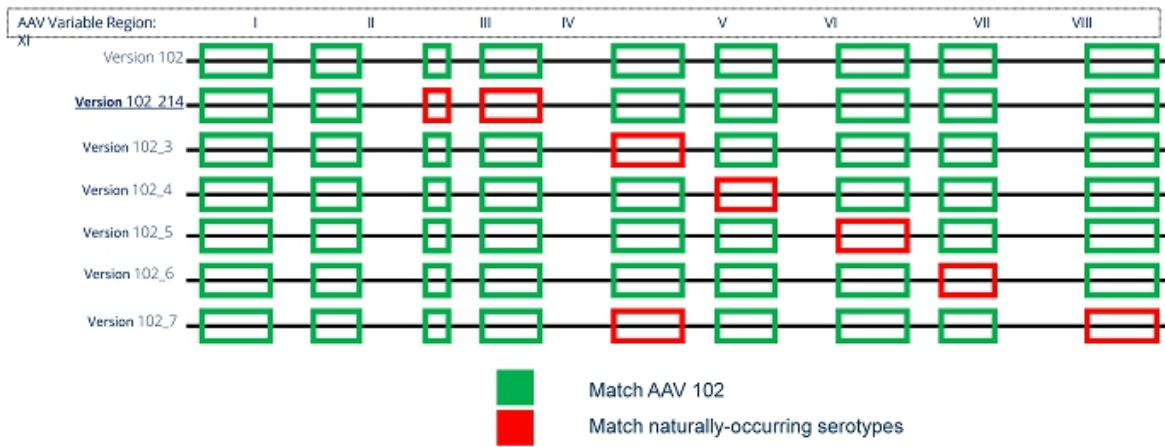 AAV Variable Region: I II III IV V VI VII VIII
XI
Version 102
Version 102_214
Version 102_3
Version 102_4
Version 102_5
Version 102_6
Version 102_7
Match AAV 102
Match naturally-occurring serotypes